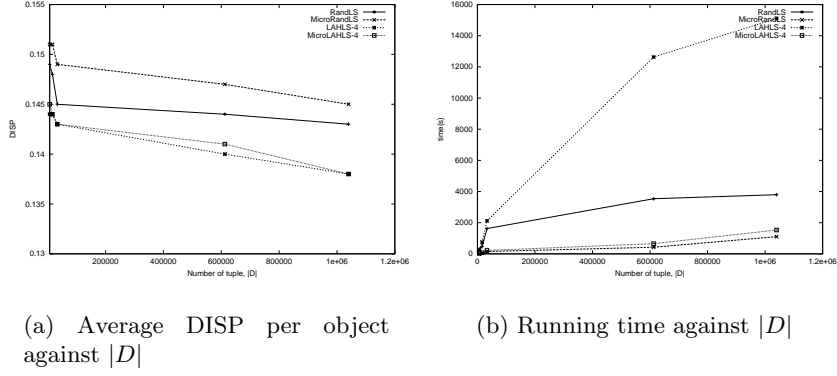 0.155
0.15
0.145
0.14
0.135
0.13
DISP
200000 400000 600000 800000 1e+06 1.2e+06
Number of tuple, |D|
RandLS
MicroRandLS
LAHLS-4
MicroLAHLS-4
16000
14000
12000
10000
8000
6000
4000
2000
0
time(s)
0 200000 400000 600000 800000 1e+06 1.2e+06
Number of tuple, |D|
RandLS
MicroRandLS
LAHLS-4
MicroLAHLS-4
(a) Average DISP per object
against |D|
(b) Running time against |D|